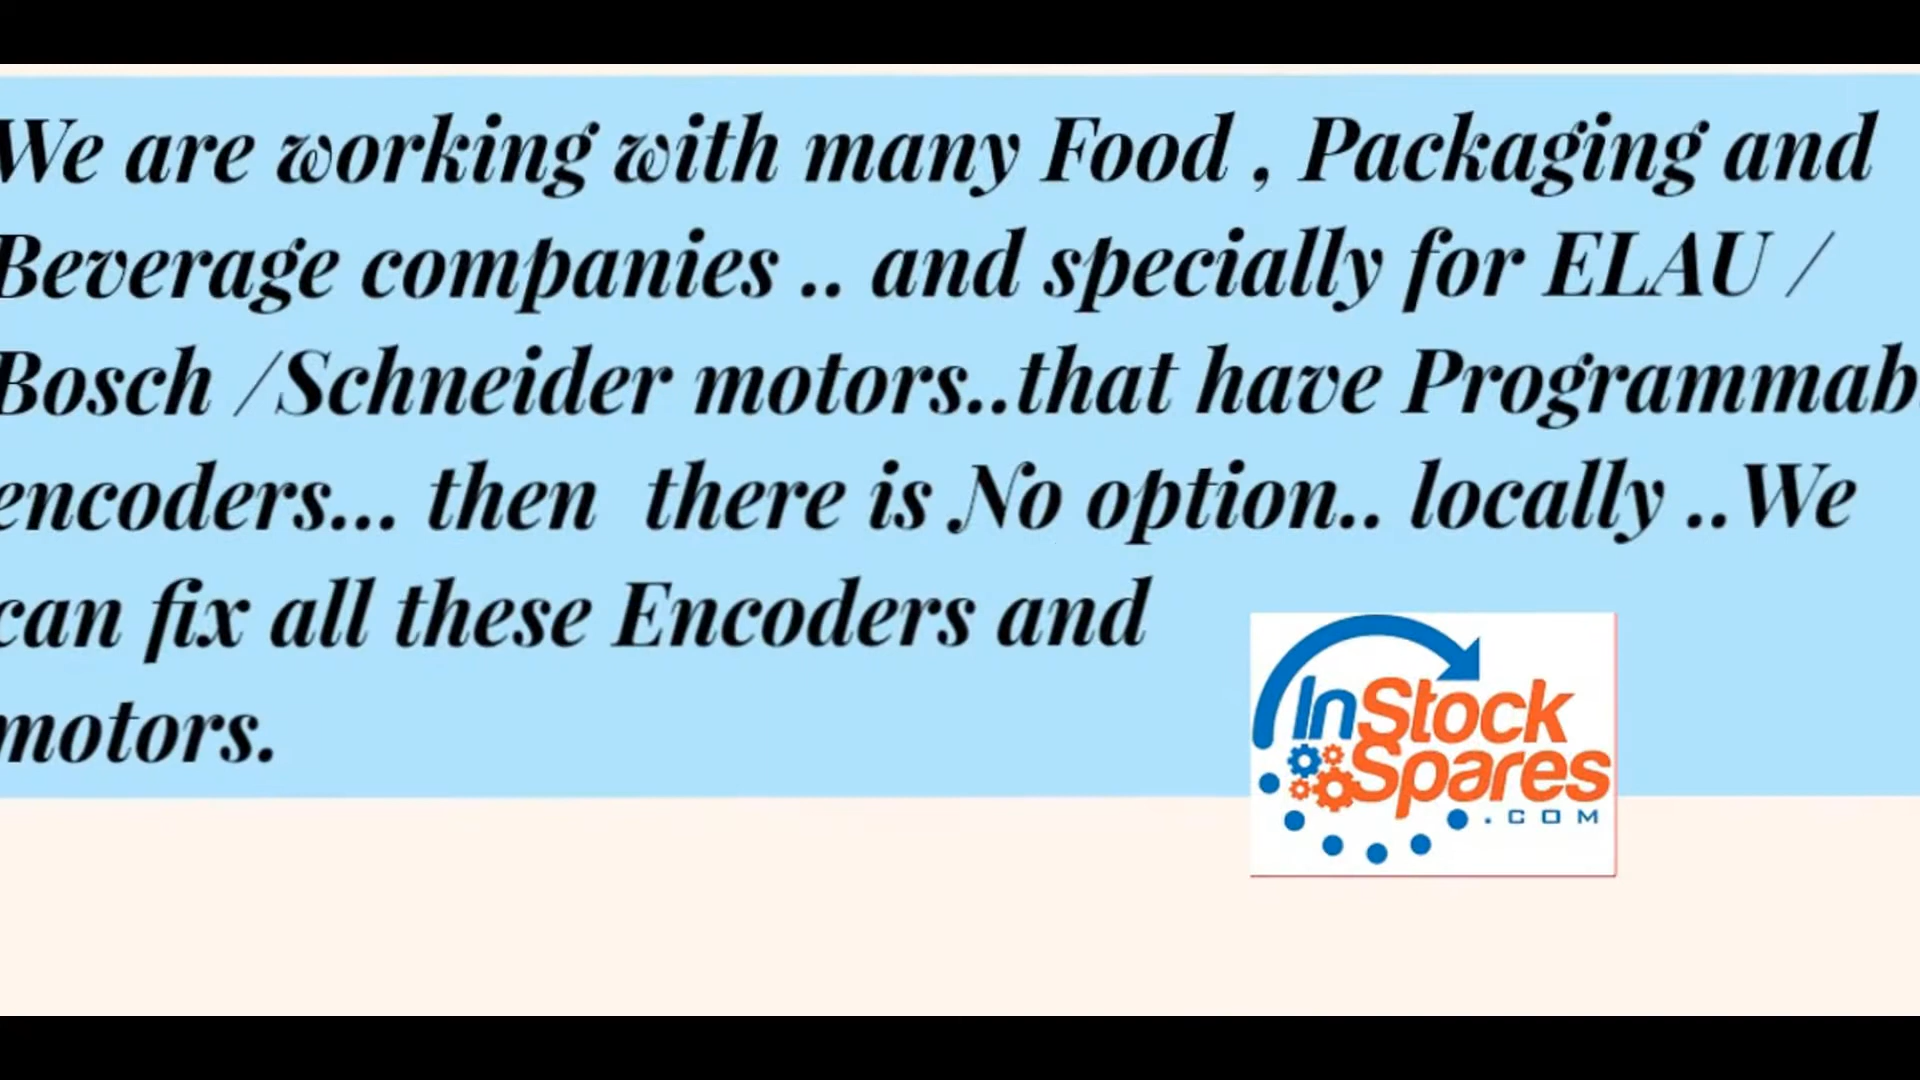 We are working with many Food , Packaging and
Beverage companies .. and specially for ELAU /
Bosch /Schneider motors..that have Programmab
encoders... then  there is No option.. locally ..We
can fix all these Encoders and
motors.
InStock
Spares
.COM